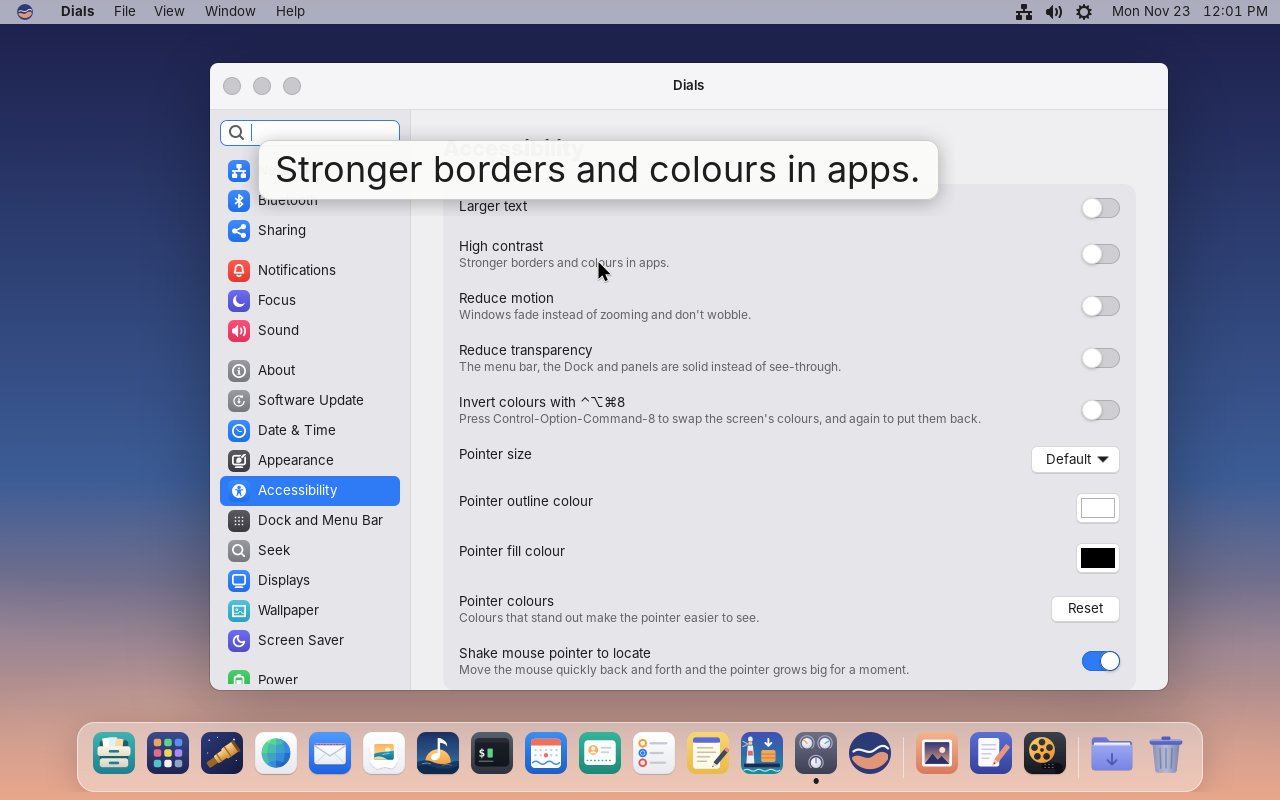 Dials File View Window Help Mon Nov 23 12:01 PM
Dials
Accessibility
Stronger borders and colours in apps.
Bluetooth
Sharing
Notifications
Focus
Sound
About
Software Update
Date & Time
Appearance
Accessibility
Dock and Menu Bar
Seek
Displays
Wallpaper
Screen Saver
Power
Larger text
High contrast
Stronger borders and colours in apps.
Reduce motion
Windows fade instead of zooming and don't wobble.
Reduce transparency
The menu bar, the Dock and panels are solid instead of see-through.
Invert colours with ^⌥⌘8
Press Control-Option-Command-8 to swap the screen's colours, and again to put them back.
Pointer size
Default
Pointer outline colour
Pointer fill colour
Pointer colours
Colours that stand out make the pointer easier to see.
Reset
Shake mouse pointer to locate
Move the mouse quickly back and forth and the pointer grows big for a moment.
$